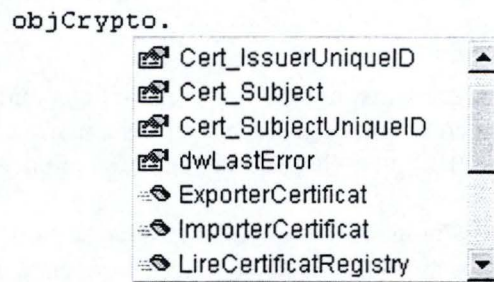 objCrypto.
Cert_IssuerUniqueID
Cert_Subject
Cert_SubjectUniqueID
dwLastError
ExporterCertificat
ImporterCertificat
LireCertificatRegistry